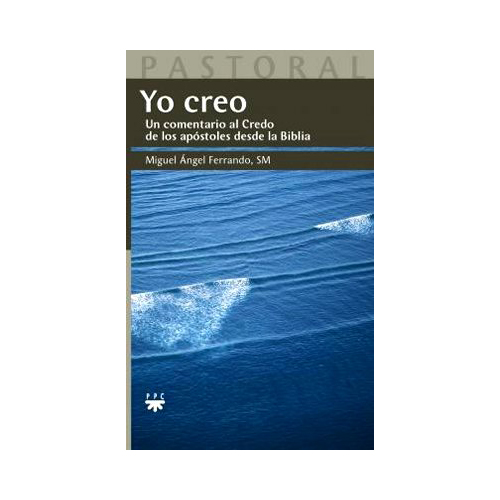 PASTORAL
Yo creo
Un comentario al Credo
de los apóstoles desde la Biblia
Miguel Ángel Ferrando, SM
PPC